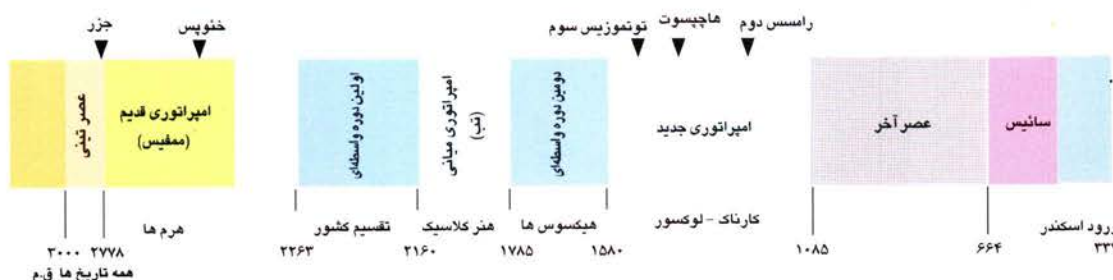 جزر
خئوپس
توتموزیس سوم
هاچپسوت
رامسس دوم
عصر تینی
امپراتوری قدیم
(ممفیس)
اولین دوره واسطه‌ای
امپراتوری میانی
(تب)
دومین دوره واسطه‌ای
امپراتوری جدید
عصر آخر
سائیس
هرم ها
تقسیم کشور
هنر کلاسیک
هیکسوس ها
کارناک - لوکسور
ورود اسکندر
۳۰۰۰
۲۷۷۸
۲۲۶۳
۲۱۶۰
۱۷۸۵
۱۵۸۰
۱۰۸۵
۶۶۴
همه تاریخ ها ق.م